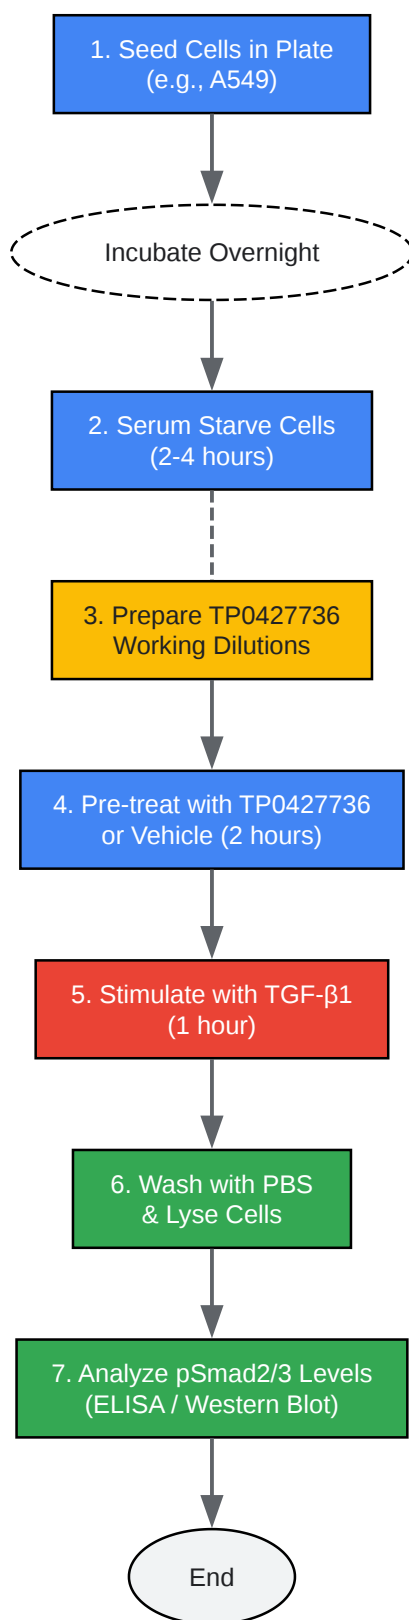 1. Seed Cells in Plate
(e.g., A549)
Incubate Overnight
2. Serum Starve Cells
(2-4 hours)
3. Prepare TP0427736
Working Dilutions
4. Pre-treat with TP0427736
or Vehicle (2 hours)
5. Stimulate with TGF-β1
(1 hour)
6. Wash with PBS
& Lyse Cells
7. Analyze pSmad2/3 Levels
(ELISA / Western Blot)
End